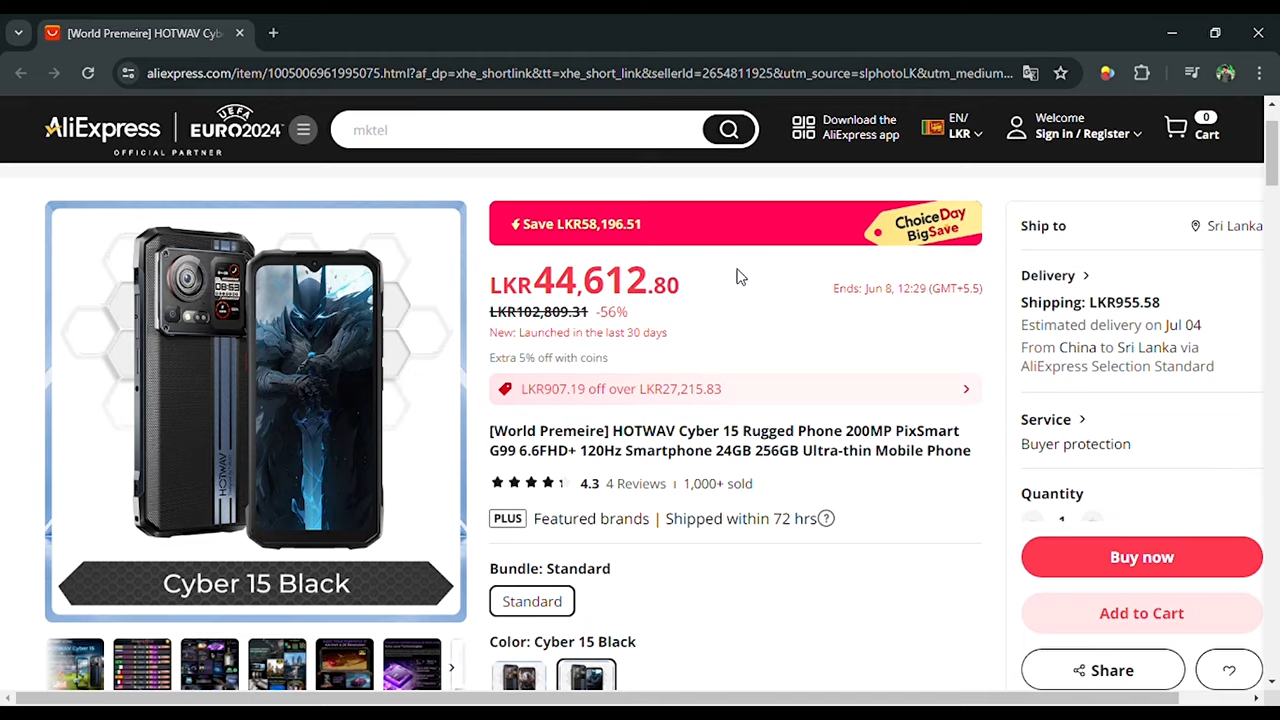 [World Premeire] HOTWAV Cyb
aliexpress.com/item/1005006961995075.html?af_dp=xhe_shortlink&tt=xhe_short_link&sellerId=2654811925&utm_source=slphotoLK&utm_medium...
AliExpress
OFFICIAL PARTNER
UEFA
EURO2024
mktel
Download the
AliExpress app
EN/
LKR
Welcome
Sign in / Register
0
Cart
HOTWAV
Cyber 15 Black
Save LKR58,196.51
ChoiceDay
BigSave
LKR44,612.80
Ends: Jun 8, 12:29 (GMT+5.5)
LKR102,809.31 -56%
New: Launched in the last 30 days
Extra 5% off with coins
LKR907.19 off over LKR27,215.83
[World Premeire] HOTWAV Cyber 15 Rugged Phone 200MP PixSmart
G99 6.6FHD+ 120Hz Smartphone 24GB 256GB Ultra-thin Mobile Phone
4.3 4 Reviews 1,000+ sold
PLUS Featured brands | Shipped within 72 hrs ?
Bundle: Standard
Standard
Color: Cyber 15 Black
Ship to
Sri Lanka
Delivery >
Shipping: LKR955.58
Estimated delivery on Jul 04
From China to Sri Lanka via
AliExpress Selection Standard
Service >
Buyer protection
Quantity
1
Buy now
Add to Cart
Share